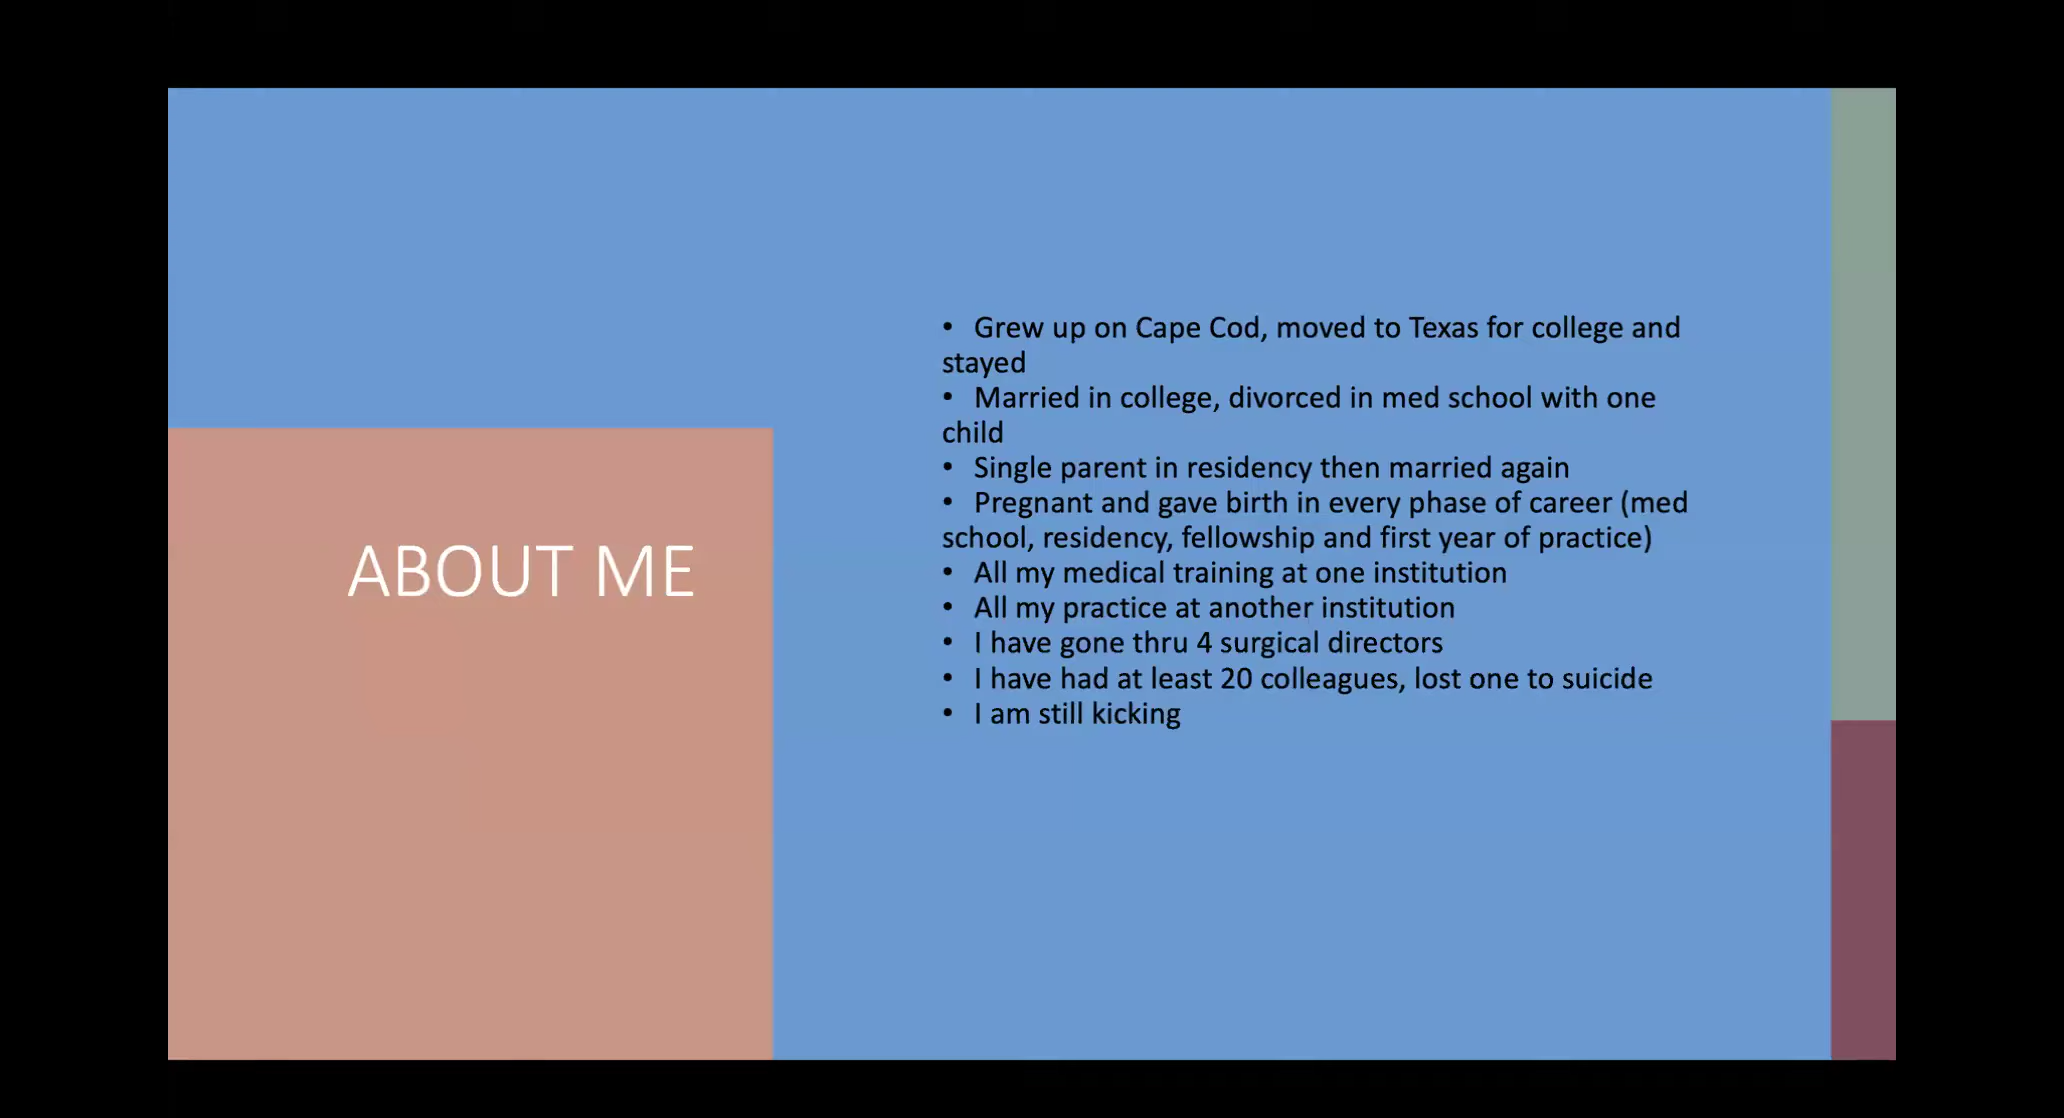 ABOUT ME
• Grew up on Cape Cod, moved to Texas for college and
stayed
• Married in college, divorced in med school with one
child
• Single parent in residency then married again
• Pregnant and gave birth in every phase of career (med
school, residency, fellowship and first year of practice)
• All my medical training at one institution
• All my practice at another institution
• I have gone thru 4 surgical directors
• I have had at least 20 colleagues, lost one to suicide
• I am still kicking